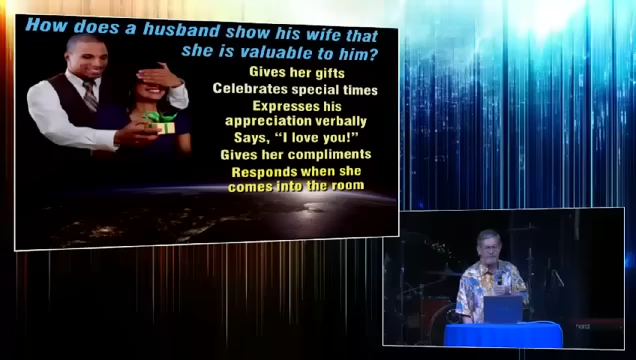 How does a husband show his wife that
she is valuable to him?
Gives her gifts
Celebrates special times
Expresses his
appreciation verbally
Says, “I love you!”
Gives her compliments
Responds when she
comes into the room
nord